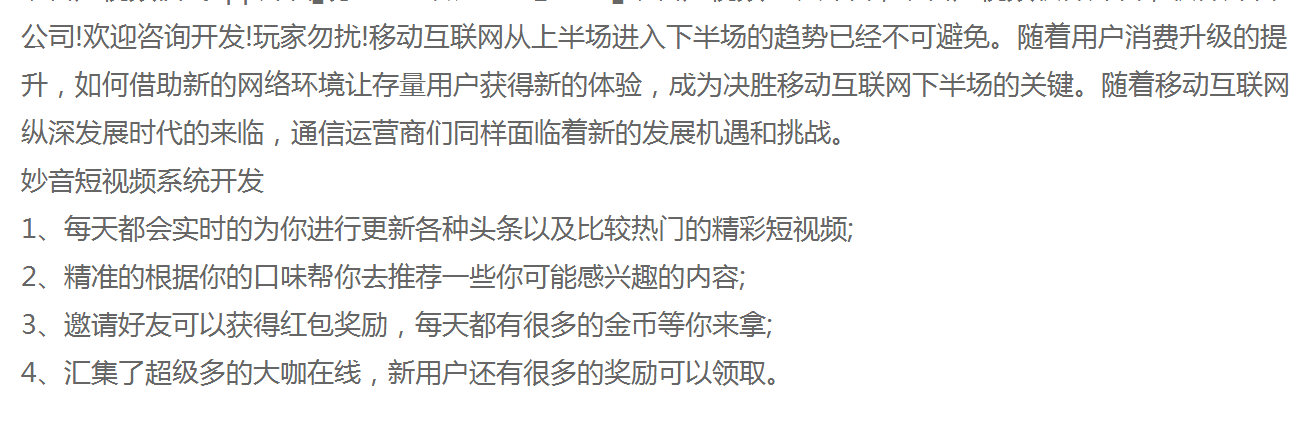 公司!欢迎咨询开发!玩家勿扰!移动互联网从上半场进入下半场的趋势已经不可避免。随着用户消费升级的提
升，如何借助新的网络环境让存量用户获得新的体验，成为决胜移动互联网下半场的关键。随着移动互联网
纵深发展时代的来临，通信运营商们同样面临着新的发展机遇和挑战。
妙音短视频系统开发
1、每天都会实时的为你进行更新各种头条以及比较热门的精彩短视频;
2、精准的根据你的口味帮你去推荐一些你可能感兴趣的内容;
3、邀请好友可以获得红包奖励，每天都有很多的金币等你来拿;
4、汇集了超级多的大咖在线，新用户还有很多的奖励可以领取。